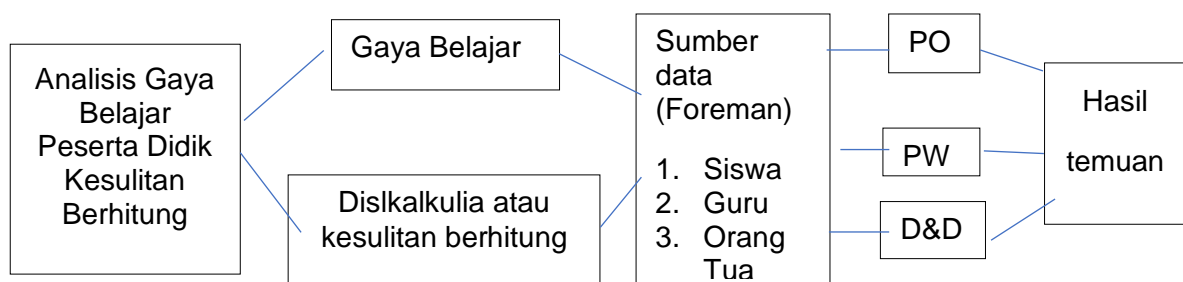 Analisis Gaya
Belajar
Peserta Didik
Kesulitan
Berhitung
Gaya Belajar
Dislkalkulia atau
kesulitan berhitung
Sumber
data
(Foreman)
1. Siswa
2. Guru
3. Orang
Tua
PO
PW
D&D
Hasil
temuan